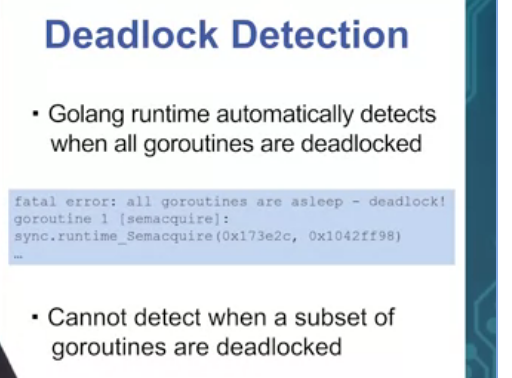 Deadlock Detection
▪ Golang runtime automatically detects
when all goroutines are deadlocked
fatal error: all goroutines are asleep - deadlock!
goroutine 1 [semacquire]:
sync.runtime_Semacquire(0x173e2c, 0x1042ff98)
…
▪ Cannot detect when a subset of
goroutines are deadlocked